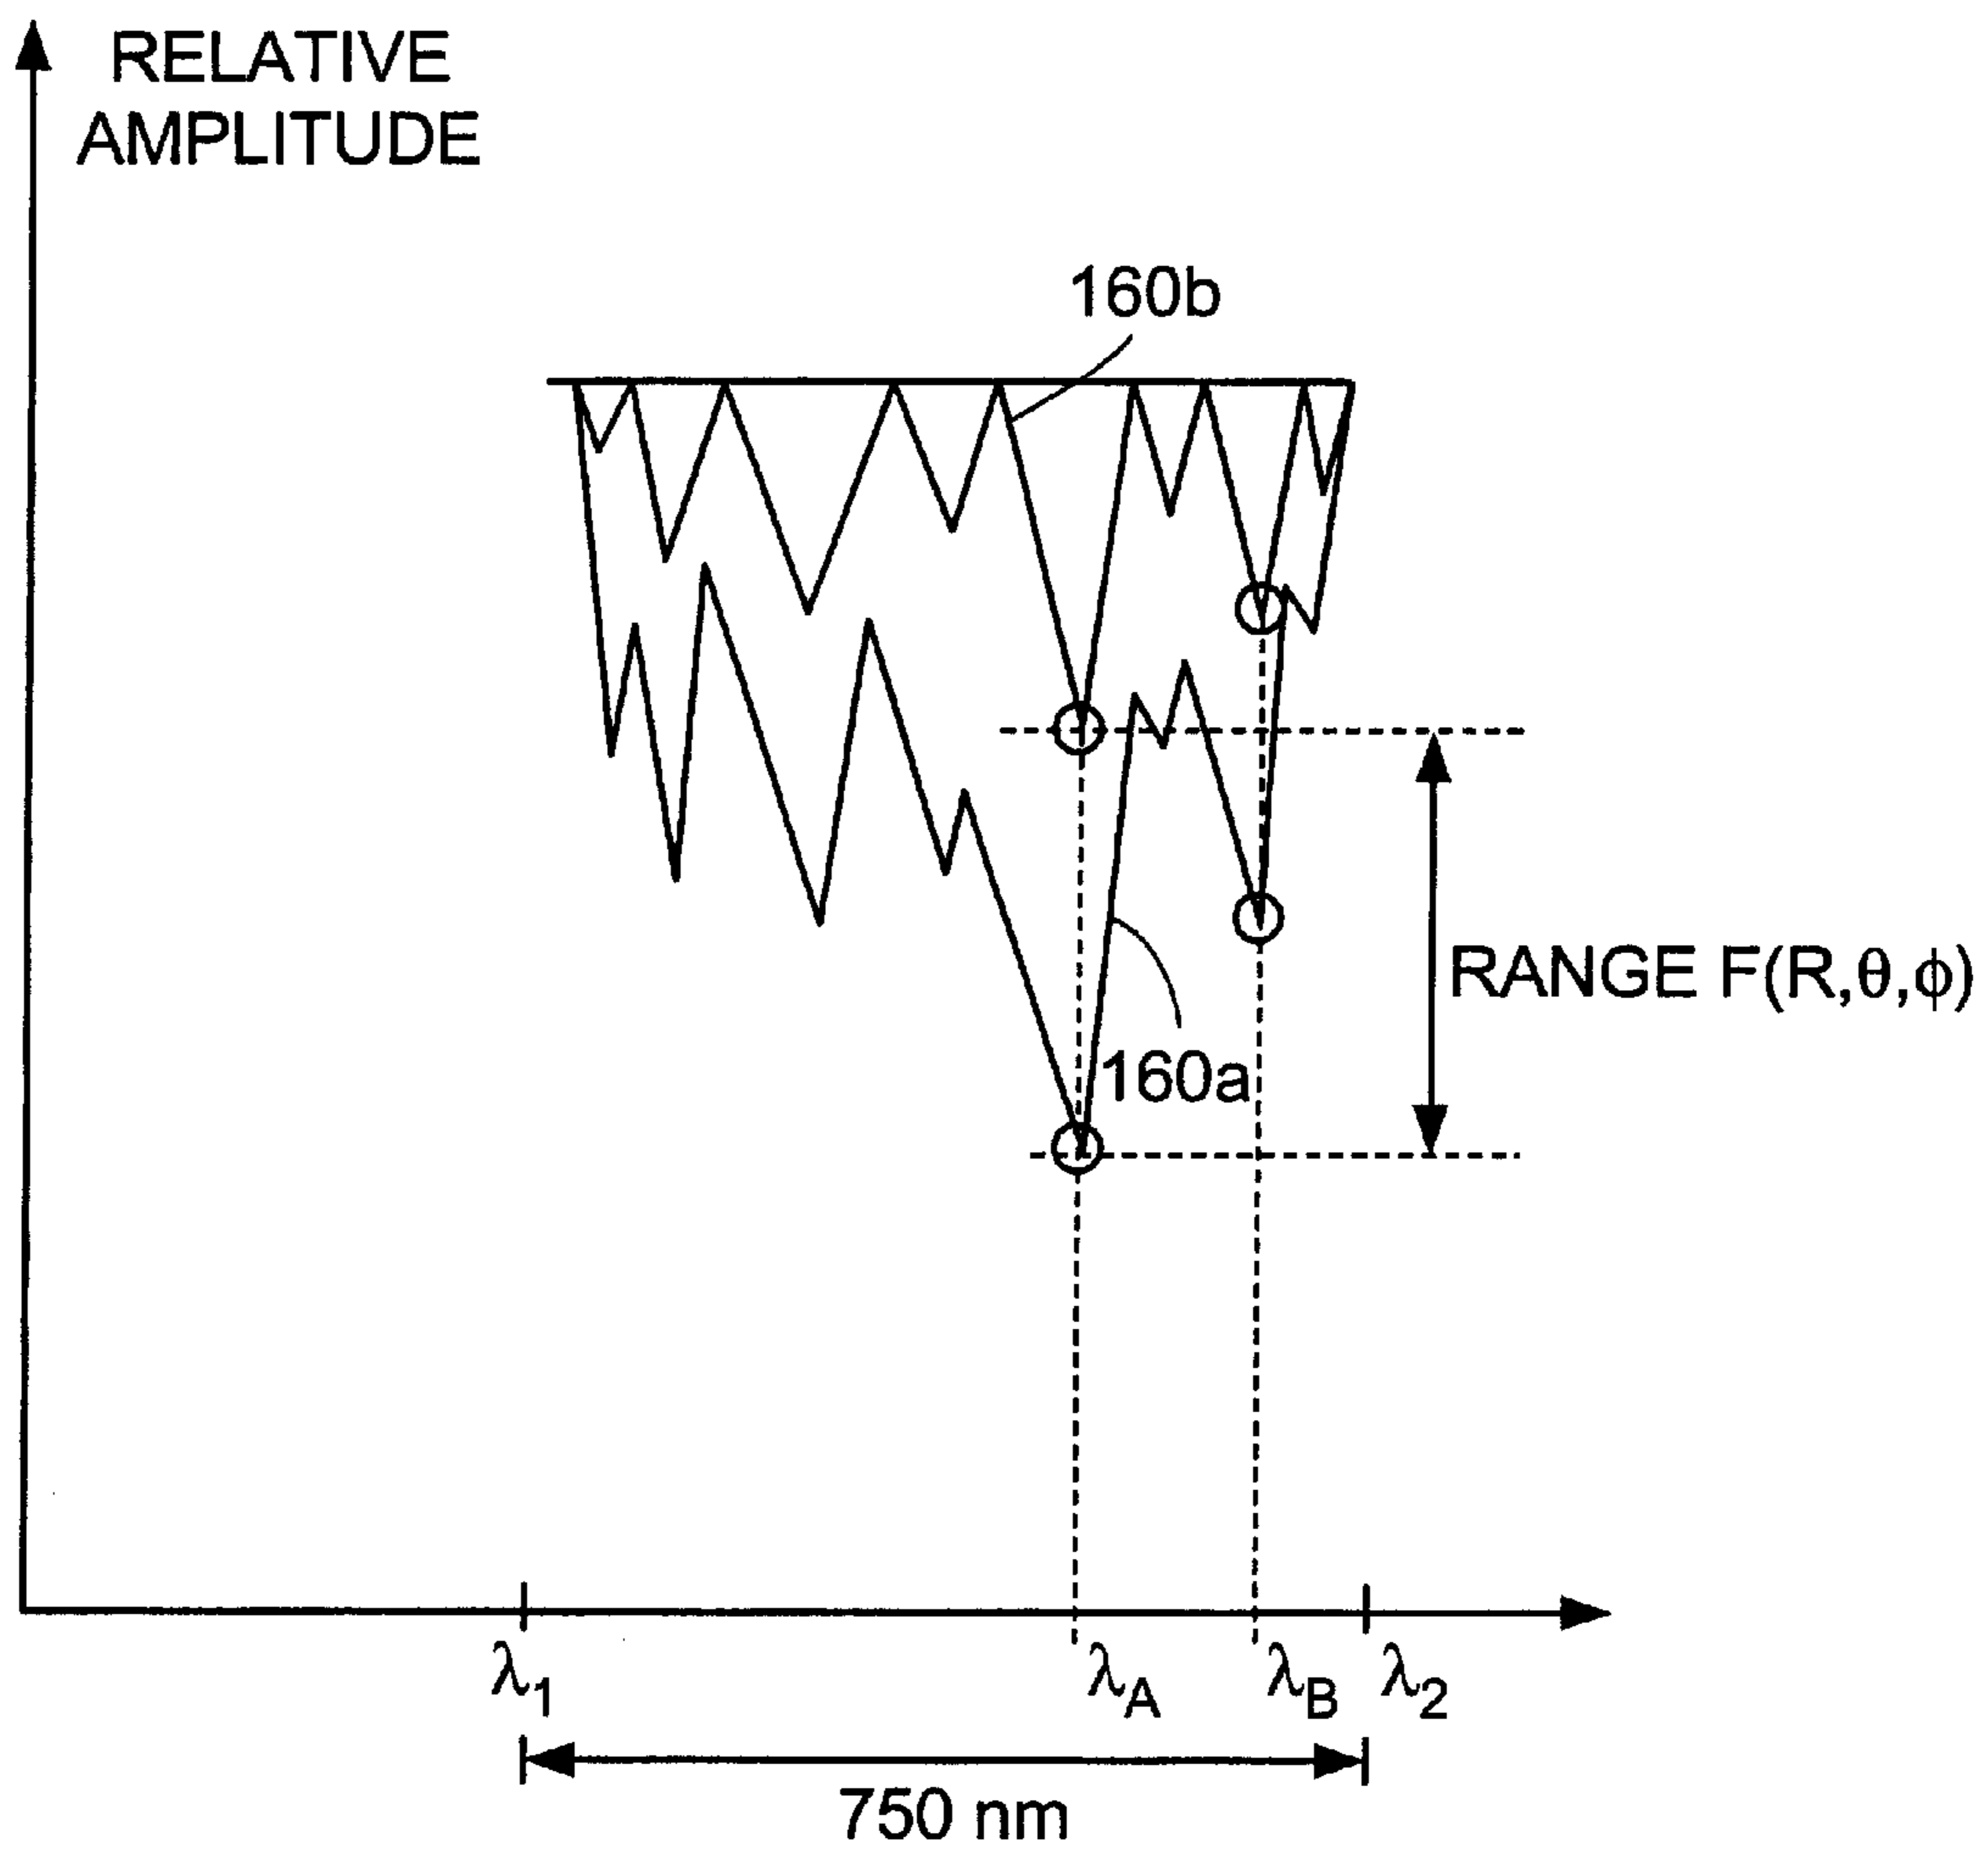 RELATIVE
AMPLITUDE
160b
RANGE F(R,θ,ϕ)
160a
λ1
λA
λB
λ2
750 nm